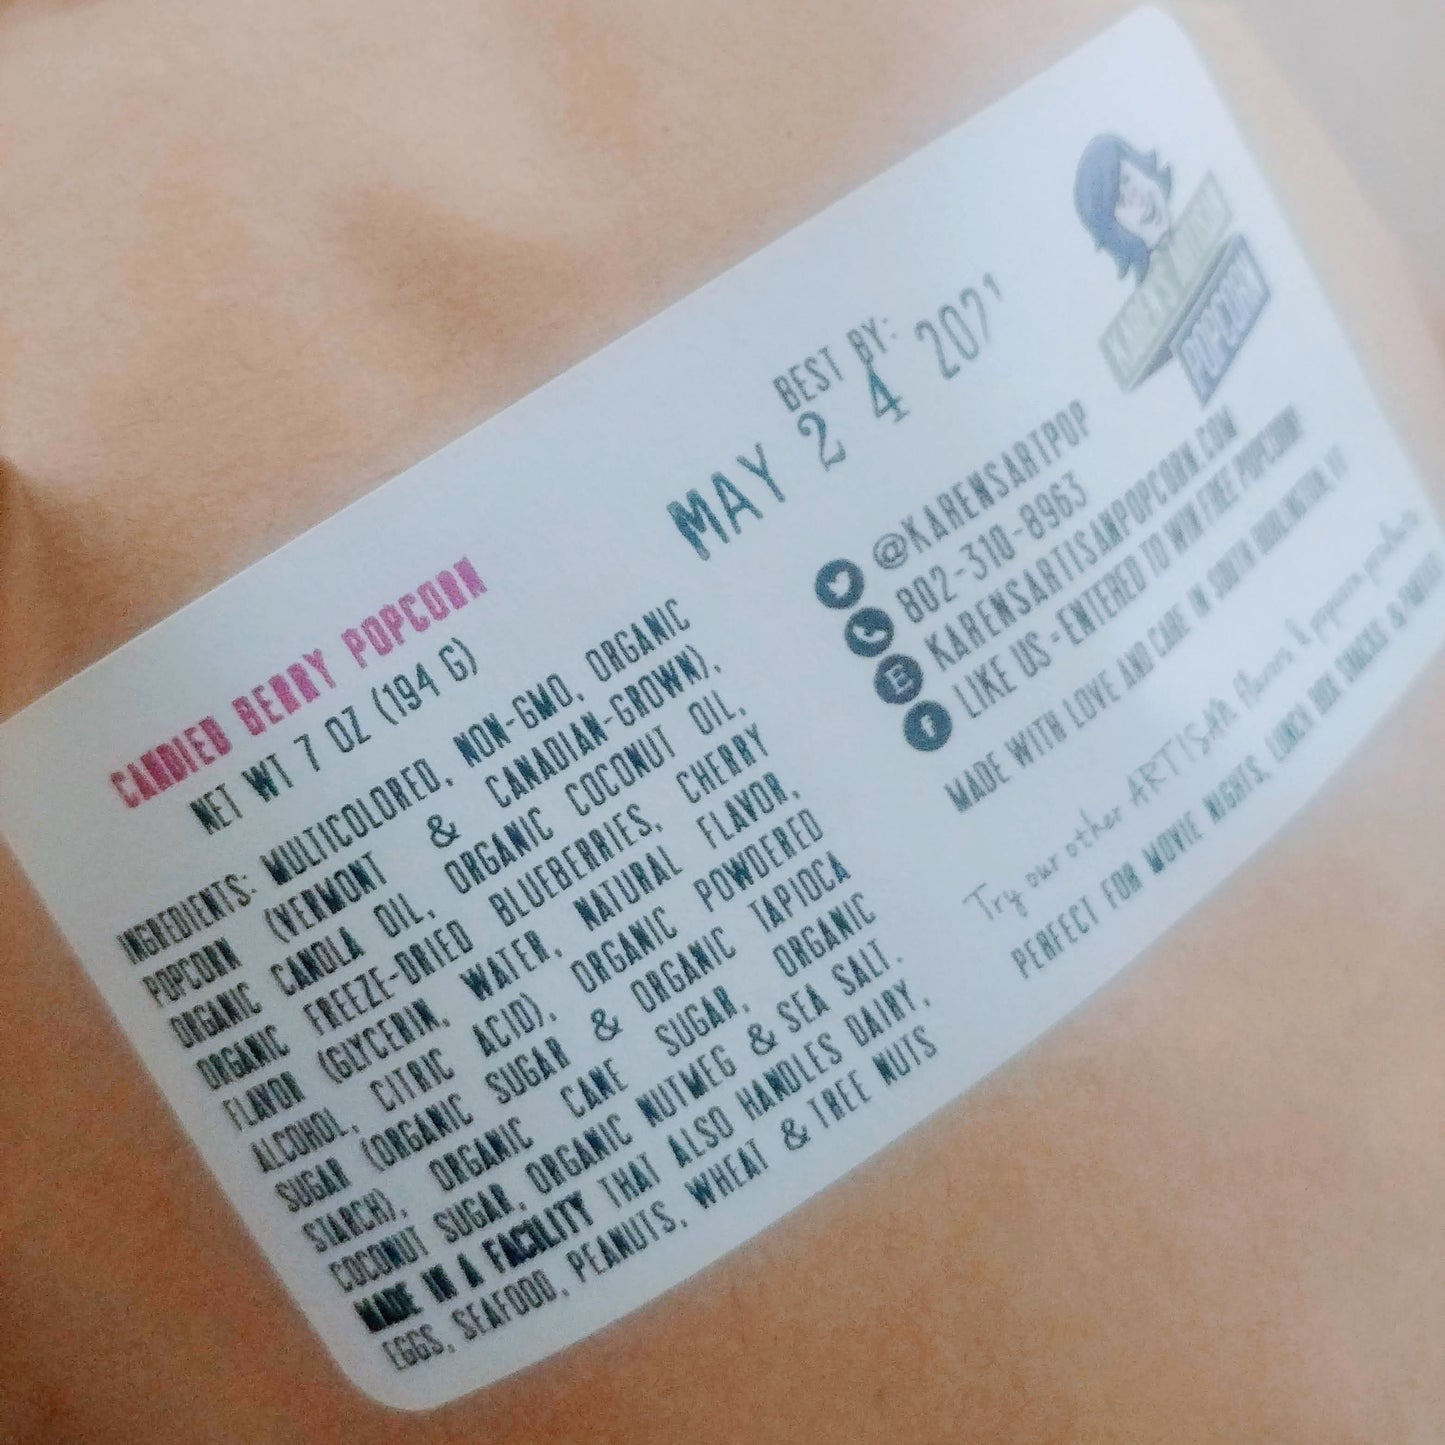 CANDIED BERRY POPCORN
NET WT 7 OZ (194 G)
INGREDIENTS: MULTICOLORED, NON-GMO, ORGANIC
POPCORN (VERMONT & CANADIAN-GROWN),
ORGANIC CANOLA OIL, ORGANIC COCONUT OIL,
ORGANIC FREEZE-DRIED BLUEBERRIES, CHERRY
FLAVOR (GLYCERIN, WATER, NATURAL FLAVOR,
ALCOHOL, CITRIC ACID), ORGANIC POWDERED
SUGAR (ORGANIC SUGAR & ORGANIC TAPIOCA
STARCH), ORGANIC CANE SUGAR, ORGANIC
COCONUT SUGAR, ORGANIC NUTMEG & SEA SALT.
MADE IN A FACILITY THAT ALSO HANDLES DAIRY,
EGGS, SEAFOOD, PEANUTS, WHEAT & TREE NUTS
BEST BY:
MAY 24 2021
KAREN'S ARTISAN
POPCORN
@KARENSARTPOP
802-310-8963
KARENSARTISANPOPCORN.COM
LIKE US - ENTERED TO WIN FREE POPCORN!
MADE WITH LOVE AND CARE IN SOUTH BURLINGTON, VT
Try our other ARTISAN flavors & popcorn products
PERFECT FOR MOVIE NIGHTS, LUNCH BOX SNACKS &